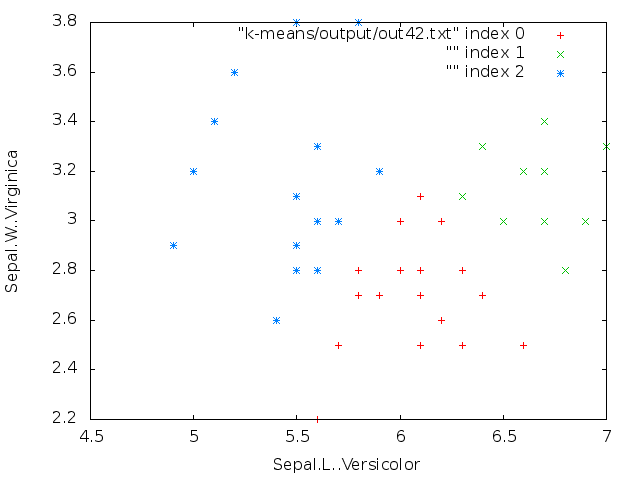 3.8
3.6
3.4
3.2
3
2.8
2.6
2.4
2.2
4.5 5 5.5 6 6.5 7
Sepal.W..Virginica
Sepal.L..Versicolor
"k-means/output/out42.txt" index 0
"" index 1
"" index 2